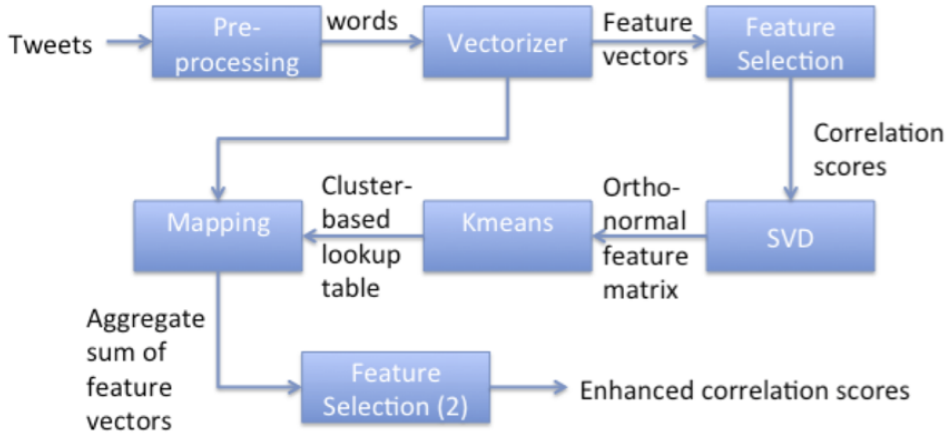 Tweets
Pre-
processing
words
Vectorizer
Feature
vectors
Feature
Selection
Correlation
scores
SVD
Ortho-
normal
feature
matrix
Kmeans
Cluster-
based
lookup
table
Mapping
Aggregate
sum of
feature
vectors
Feature
Selection (2)
Enhanced correlation scores